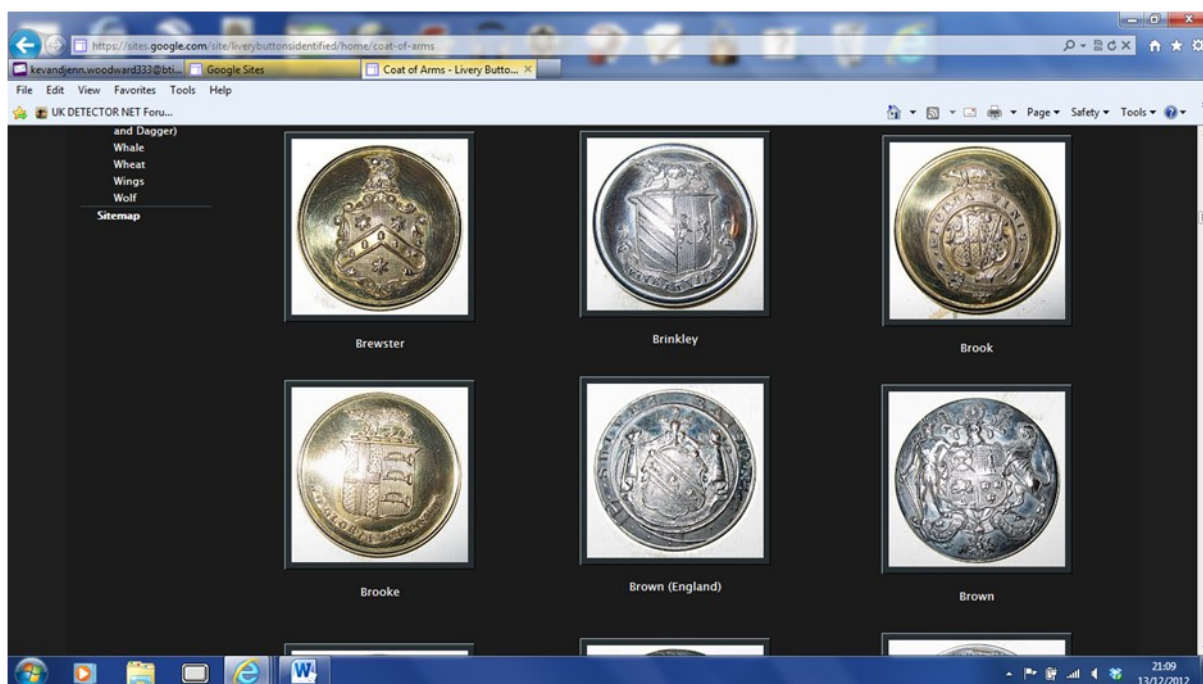 https://sites.google.com/site/liverybuttonsidentified/home/coat-of-arms
kevandjenn.woodward333@bti...
Google Sites
Coat of Arms - Livery Butto...
File Edit View Favorites Tools Help
UK DETECTOR NET Foru...
Page Safety Tools
and Dagger)
Whale
Wheat
Wings
Wolf
Sitemap
Brewster
Brinkley
Brook
Brooke
Brown (England)
Brown
21:09
13/12/2012